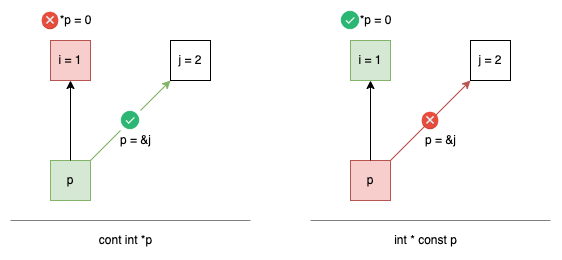 *p = 0
i = 1
j = 2
p = &j
p
cont int *p
*p = 0
i = 1
j = 2
p = &j
p
int * const p